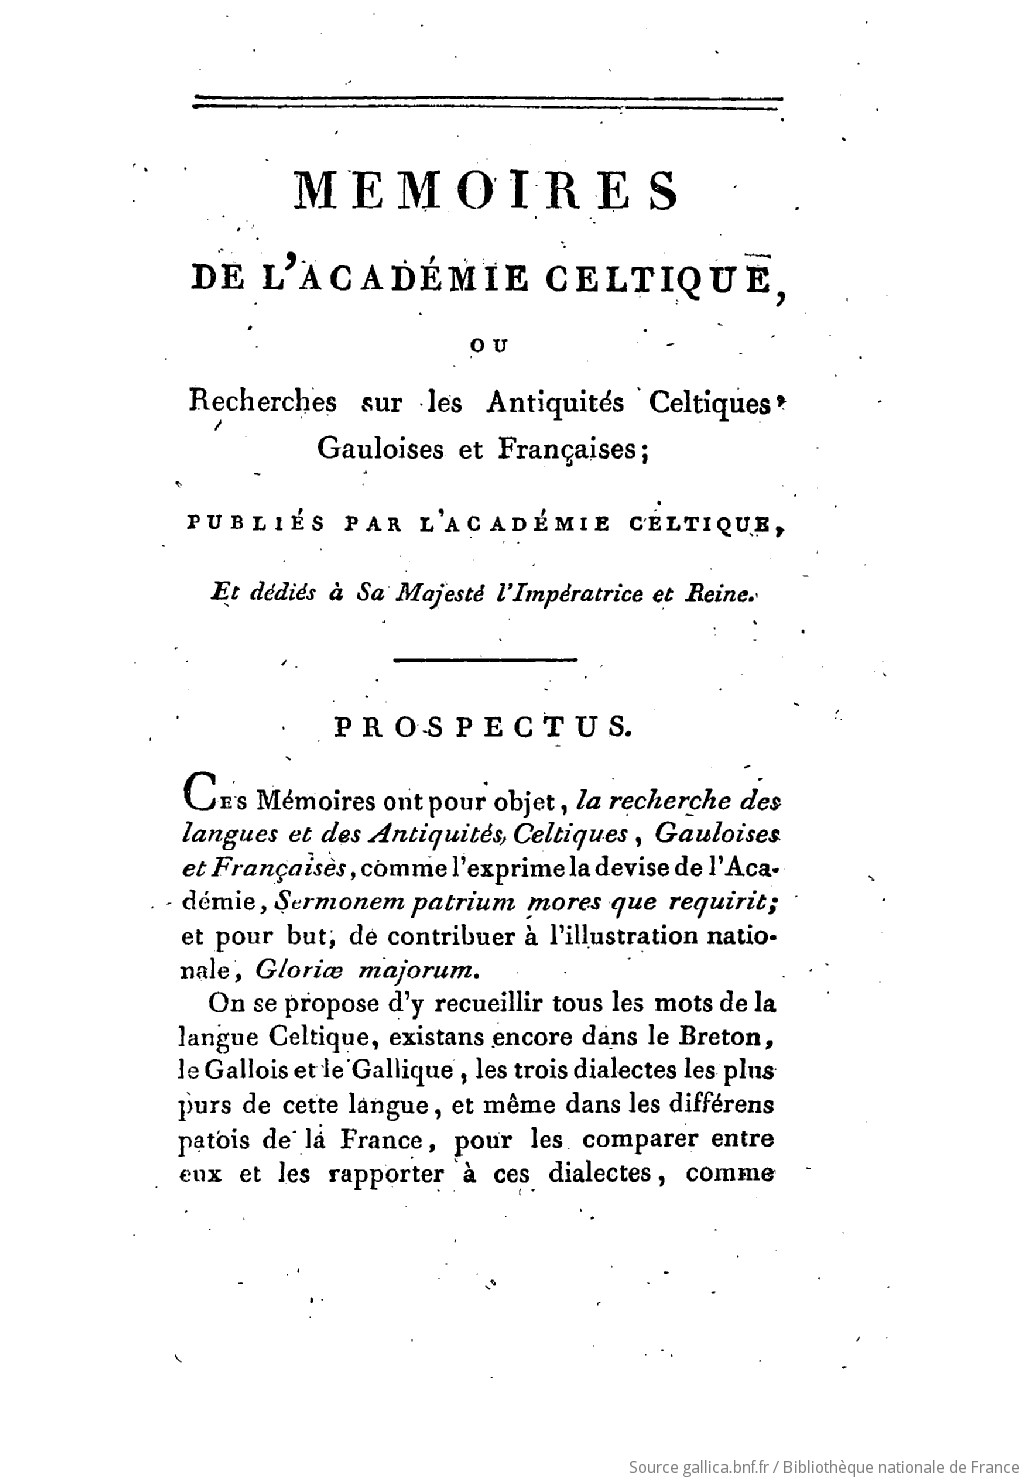 MEMOIRES
DE L'ACADÉMIE CELTIQUE,
OU
Recherches sur les Antiquités Celtiques,
Gauloises et Françaises;
PUBLIÉS PAR L'ACADÉMIE CELTIQUE,
Et dédiés à Sa Majesté l'Impératrice et Reine.
PROSPECTUS.
CES Mémoires ont pour objet, la recherche des
langues et des Antiquités, Celtiques, Gauloises
et Françaises, comme l'exprime la devise de l'Aca-
démie, Sermonem patrium mores que requirit;
et pour but, de contribuer à l'illustration natio-
nale, Gloriæ majorum.
On se propose d'y recueillir tous les mots de la
langue Celtique, existans encore dans le Breton,
le Gallois et le Gallique, les trois dialectes les plus
purs de cette langue, et même dans les différens
patois de la France, pour les comparer entre
eux et les rapporter à ces dialectes, comme
Source gallica.bnf.fr / Bibliothèque nationale de France